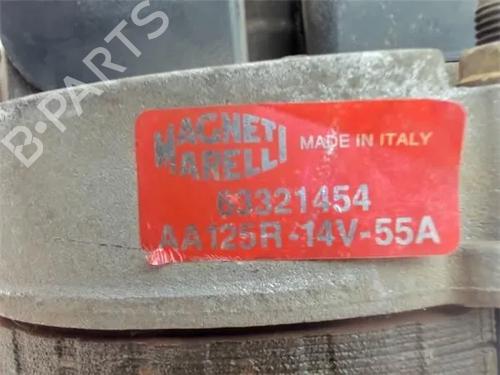 B-PARTS
MAGNETI
MARELLI
MADE IN ITALY
63321454
AA125R-14V-55A